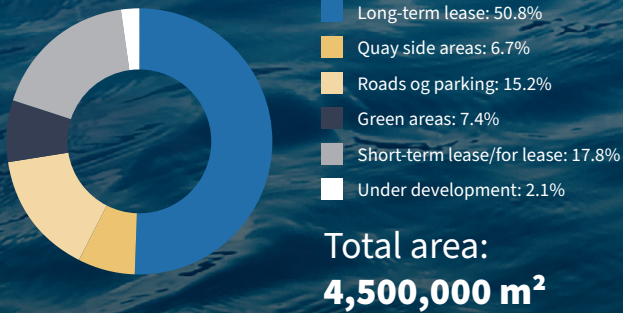 Long-term lease: 50.8%
Quay side areas: 6.7%
Roads og parking: 15.2%
Green areas: 7.4%
Short-term lease/for lease: 17.8%
Under development: 2.1%
Total area:
4,500,000 m²